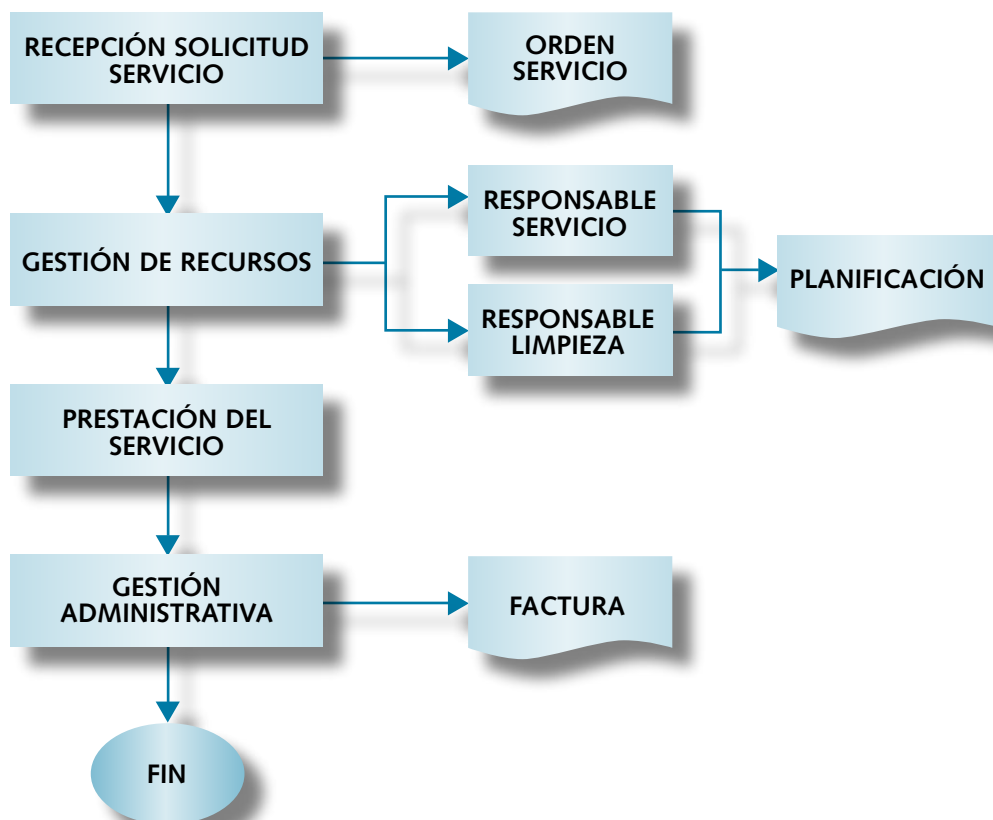 RECEPCIÓN SOLICITUD
SERVICIO
ORDEN
SERVICIO
GESTIÓN DE RECURSOS
RESPONSABLE
SERVICIO
RESPONSABLE
LIMPIEZA
PLANIFICACIÓN
PRESTACIÓN DEL
SERVICIO
GESTIÓN
ADMINISTRATIVA
FACTURA
FIN